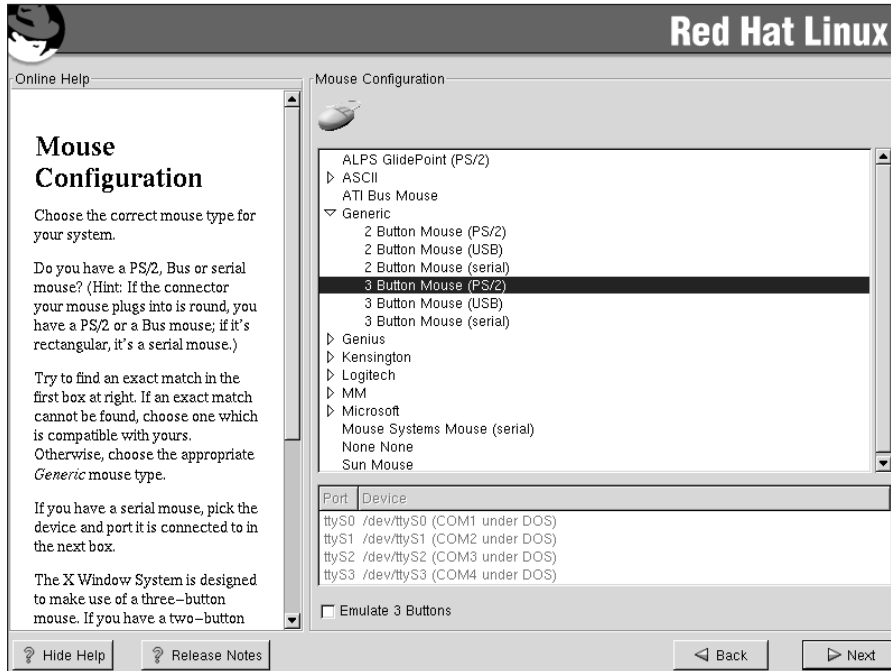 Red Hat Linux
Online Help
Mouse
Configuration
Choose the correct mouse type for
your system.
Do you have a PS/2, Bus or serial
mouse? (Hint: If the connector
your mouse plugs into is round, you
have a PS/2 or a Bus mouse; if it's
rectangular, it's a serial mouse.)
Try to find an exact match in the
first box at right. If an exact match
cannot be found, choose one which
is compatible with yours.
Otherwise, choose the appropriate
Generic mouse type.
If you have a serial mouse, pick the
device and port it is connected to in
the next box.
The X Window System is designed
to make use of a three-button
mouse. If you have a two-button
Mouse Configuration
ALPS GlidePoint (PS/2)
ASCII
ATI Bus Mouse
Generic
2 Button Mouse (PS/2)
2 Button Mouse (USB)
2 Button Mouse (serial)
3 Button Mouse (PS/2)
3 Button Mouse (USB)
3 Button Mouse (serial)
Genius
Kensington
Logitech
MM
Microsoft
Mouse Systems Mouse (serial)
None None
Sun Mouse
Port Device
ttyS0 /dev/ttyS0 (COM1 under DOS)
ttyS1 /dev/ttyS1 (COM2 under DOS)
ttyS2 /dev/ttyS2 (COM3 under DOS)
ttyS3 /dev/ttyS3 (COM4 under DOS)
Emulate 3 Buttons
Hide Help
Release Notes
Back
Next